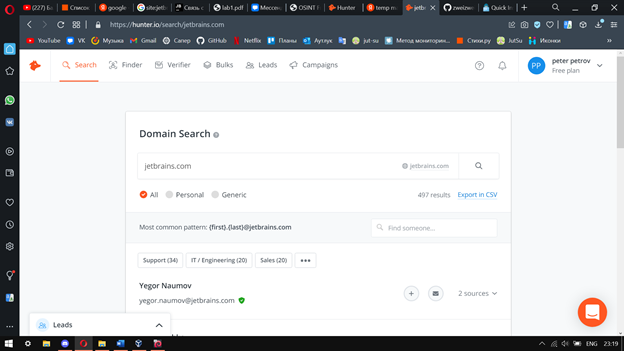 (227) Ба
Список
google
sitejetb
Связь с
lab1.pdf
Мессен
OSINT F
Hunter
temp m
jetb
zweizw
Quick t
https://hunter.io/search/jetbrains.com
YouTube
VK
Музыка
Gmail
Сапер
GitHub
Netflix
Планы
Аутлук
jut-su
Метод мониторин...
Стихи.ру
JutSu
Иконки
Search
Finder
Verifier
Bulks
Leads
Campaigns
PP
peter petrov
Free plan
Domain Search
jetbrains.com
jetbrains.com
All
Personal
Generic
497 results
Export in CSV
Most common pattern: {first}.{last}@jetbrains.com
Find someone...
Support (34)
IT / Engineering (20)
Sales (20)
Yegor Naumov
yegor.naumov@jetbrains.com
2 sources
Leads
ENG
23:19